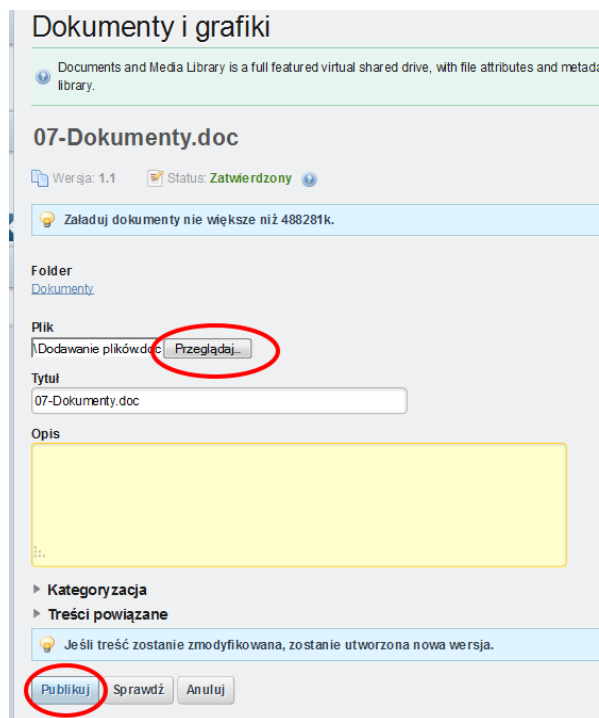 Dokumenty i grafiki
Documents and Media Library is a full featured virtual shared drive, with file attributes and metada
library.
07-Dokumenty.doc
Wersja: 1.1 Status: Zatwierdzony
Załaduj dokumenty nie większe niż 488281k.
Folder
Dokumenty
Plik
\Dodawanie plików.doc Przeglądaj...
Tytuł
07-Dokumenty.doc
Opis
Kategoryzacja
Treści powiązane
Jeśli treść zostanie zmodyfikowana, zostanie utworzona nowa wersja.
Publikuj Sprawdź Anuluj